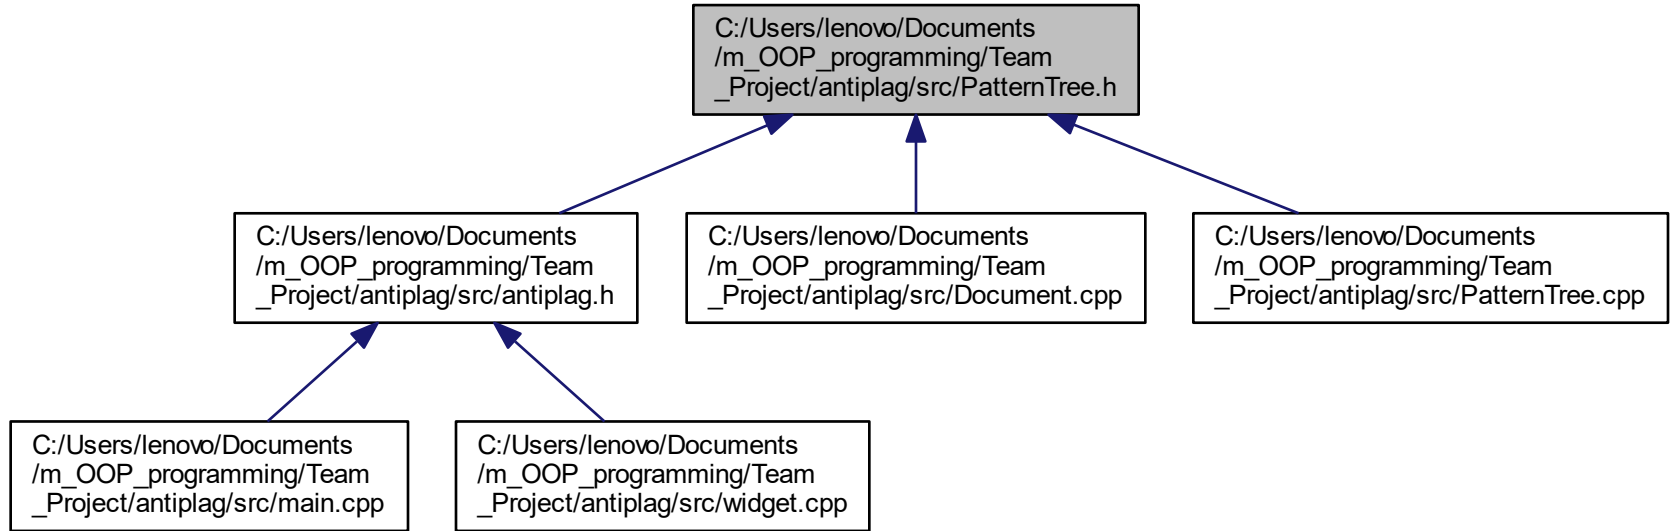 C:/Users/lenovo/Documents
/m_OOP_programming/Team
_Project/antiplag/src/PatternTree.h
C:/Users/lenovo/Documents
/m_OOP_programming/Team
_Project/antiplag/src/antiplag.h
C:/Users/lenovo/Documents
/m_OOP_programming/Team
_Project/antiplag/src/Document.cpp
C:/Users/lenovo/Documents
/m_OOP_programming/Team
_Project/antiplag/src/PatternTree.cpp
C:/Users/lenovo/Documents
/m_OOP_programming/Team
_Project/antiplag/src/main.cpp
C:/Users/lenovo/Documents
/m_OOP_programming/Team
_Project/antiplag/src/widget.cpp